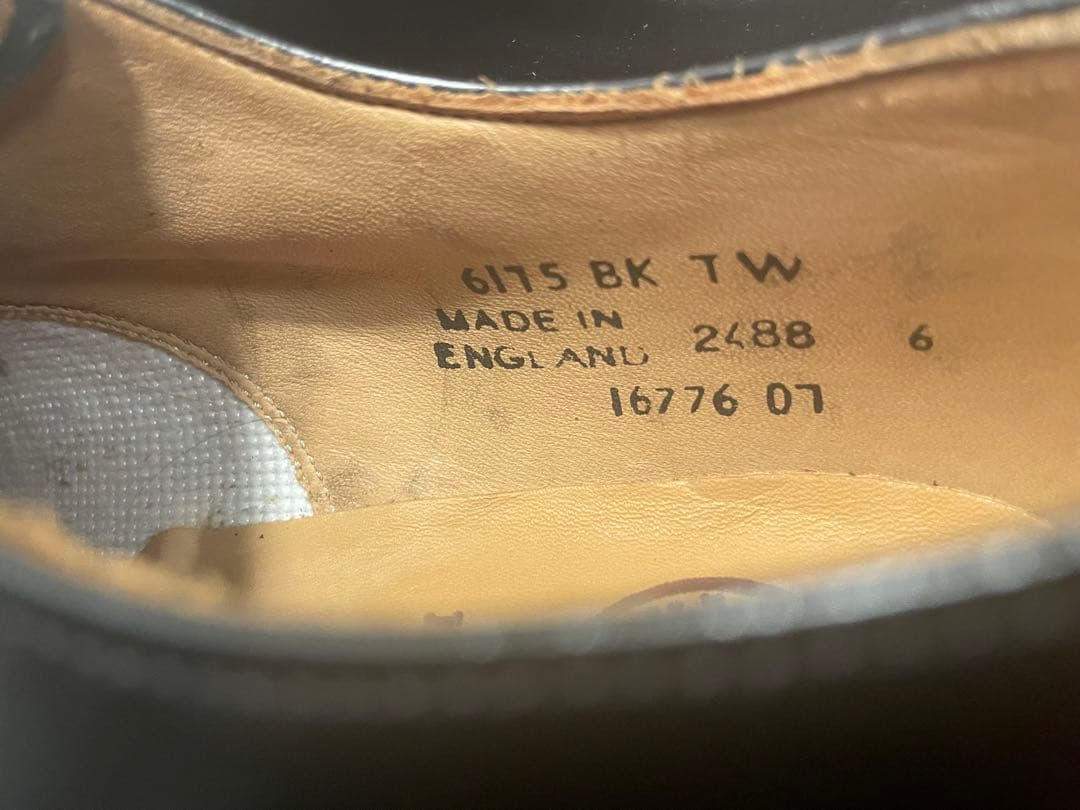 6175 BK TW
MADE IN
ENGLAND 2488 6
16776 07